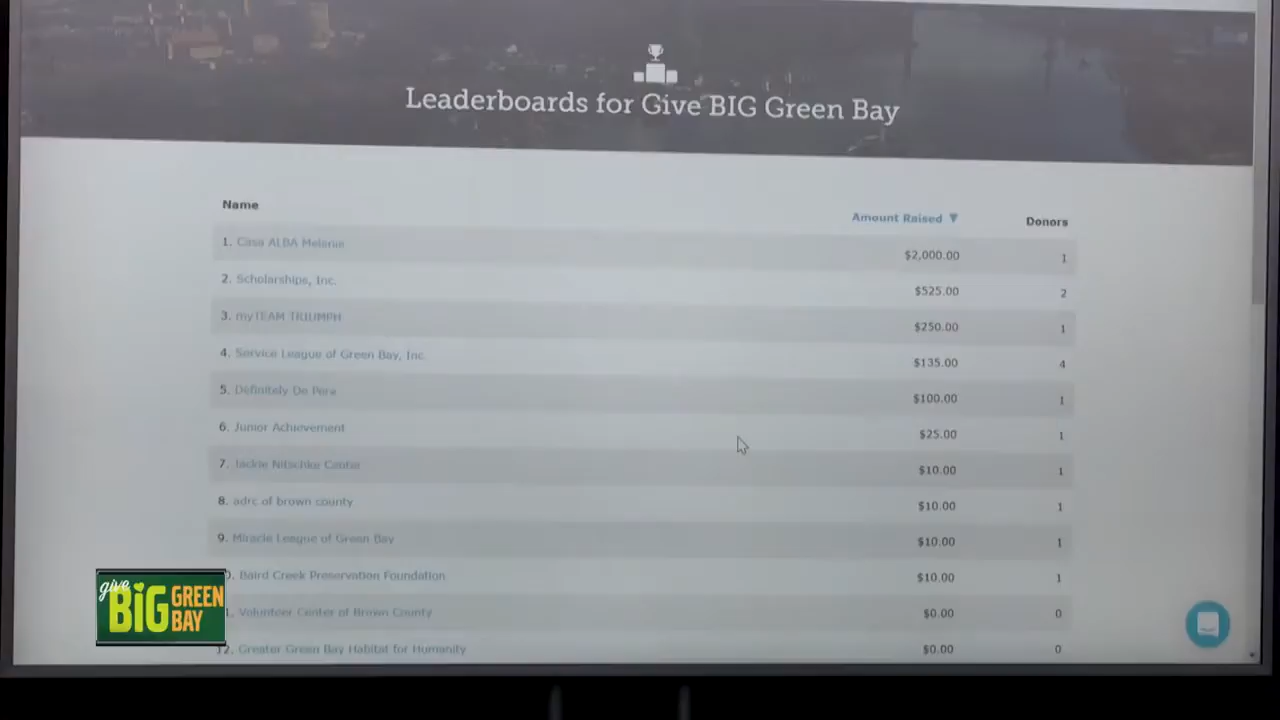 Leaderboards for Give BIG Green Bay
Name Amount Raised ▼ Donors
1. Casa ALBA Melanie $2,000.00 1
2. Scholarships, Inc. $525.00 2
3. myTEAM TRIUMPH $250.00 1
4. Service League of Green Bay, Inc. $135.00 4
5. Definitely De Pere $100.00 1
6. Junior Achievement $25.00 1
7. Jackie Nitschke Center $10.00 1
8. adrc of brown county $10.00 1
9. Miracle League of Green Bay $10.00 1
0. Baird Creek Preservation Foundation $10.00 1
1. Volunteer Center of Brown County $0.00 0
12. Greater Green Bay Habitat for Humanity $0.00 0
give
BiG GREEN
BAY